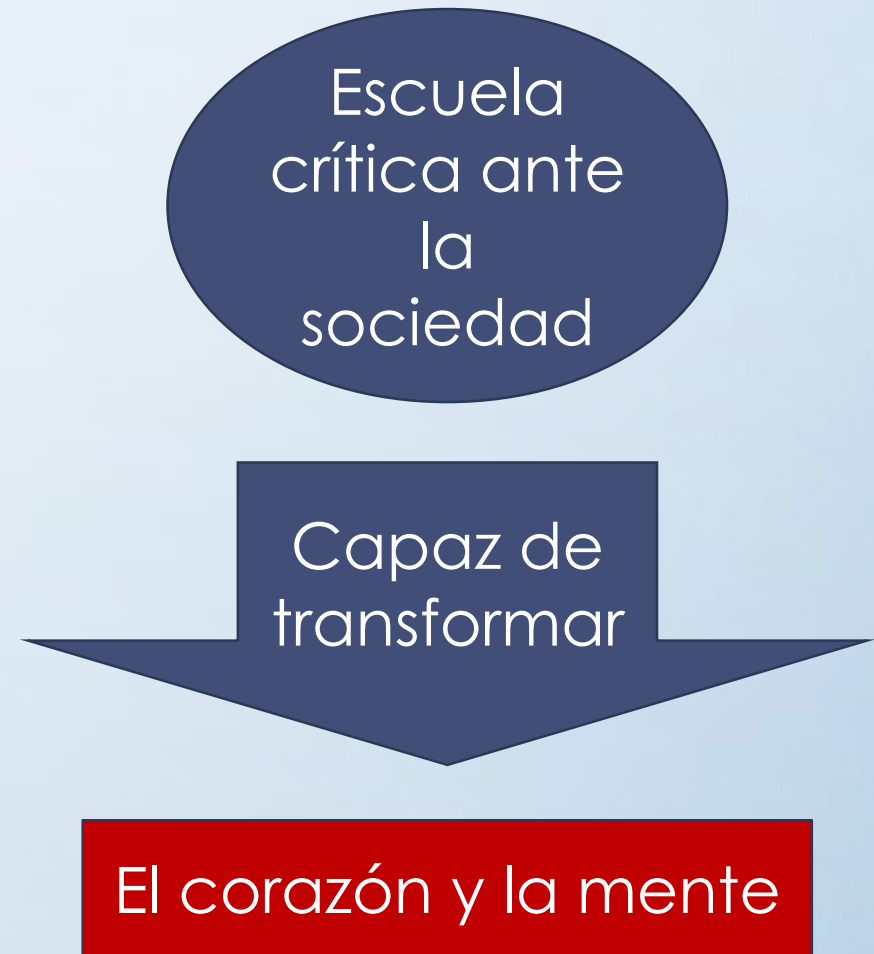 Escuela
crítica ante
la
sociedad
Capaz de
transformar
El corazón y la mente